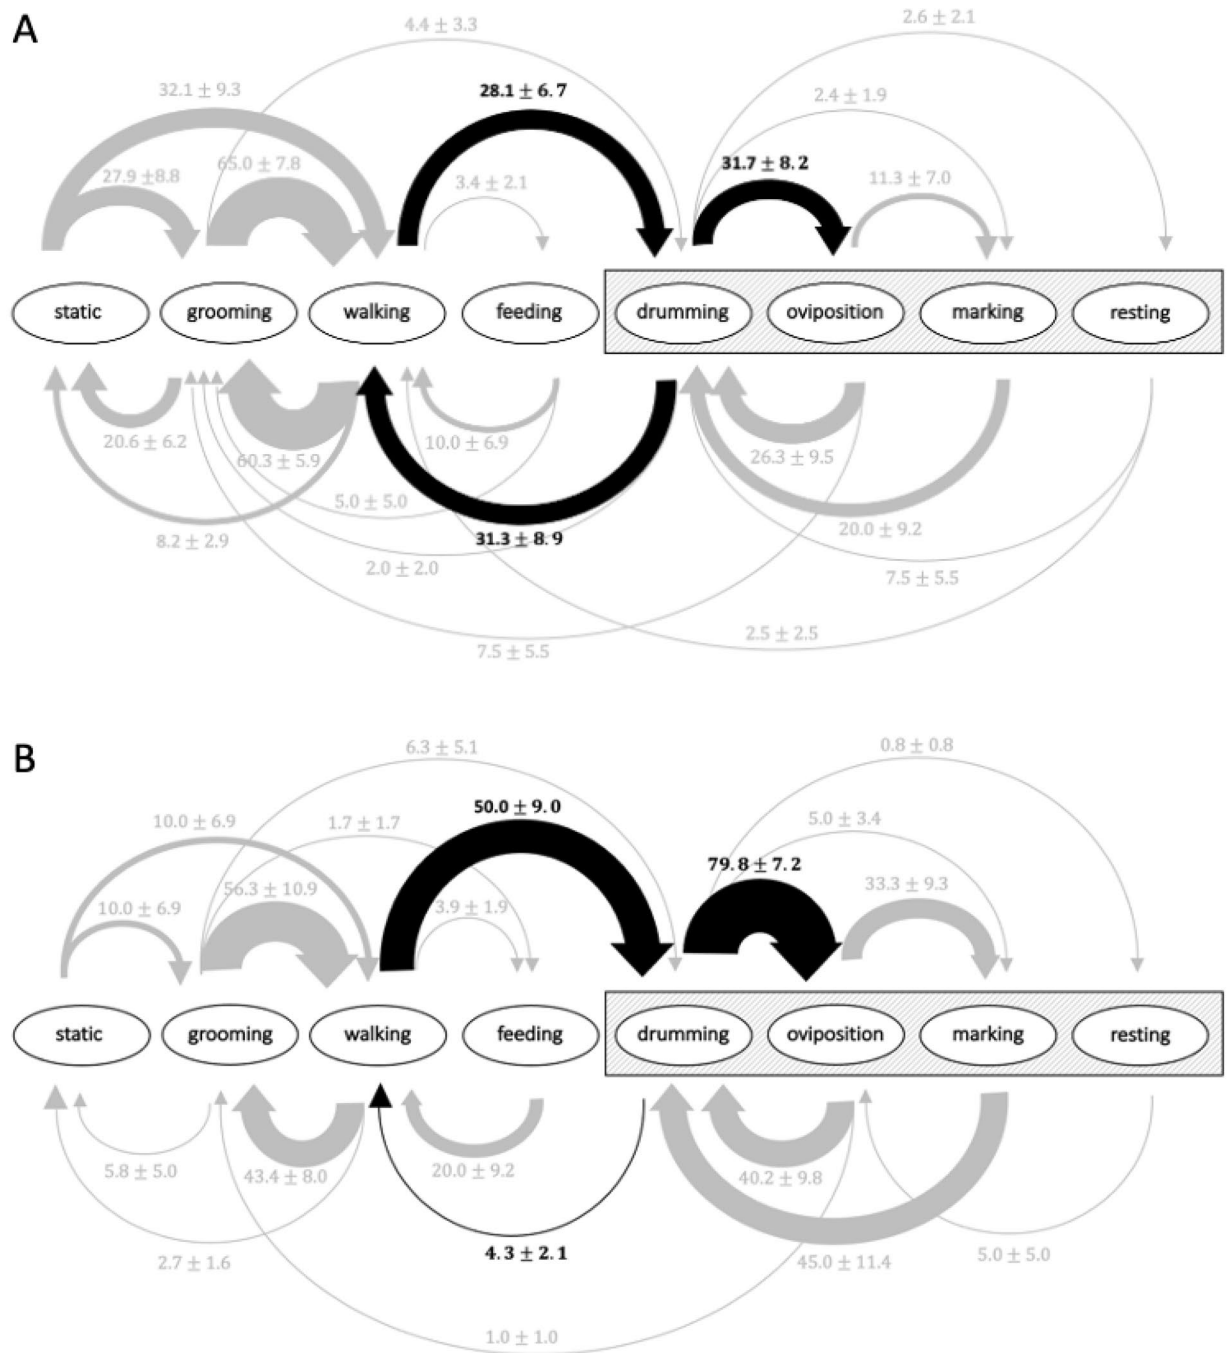 A
4.4 ± 3.3
2.6 ± 2.1
32.1 ± 9.3
28.1 ± 6.7
2.4 ± 1.9
27.9 ±8.8
65.0 ± 7.8
3.4 ± 2.1
31.7 ± 8.2
11.3 ± 7.0
static
grooming
walking
feeding
drumming
oviposition
marking
resting
20.6 ± 6.2
60.3 ± 5.9
10.0 ± 6.9
26.3 ± 9.5
5.0 ± 5.0
8.2 ± 2.9
31.3 ± 8.9
20.0 ± 9.2
2.0 ± 2.0
7.5 ± 5.5
7.5 ± 5.5
2.5 ± 2.5
B
6.3 ± 5.1
0.8 ± 0.8
10.0 ± 6.9
1.7 ± 1.7
50.0 ± 9.0
5.0 ± 3.4
10.0 ± 6.9
56.3 ± 10.9
3.9 ± 1.9
79.8 ± 7.2
33.3 ± 9.3
static
grooming
walking
feeding
drumming
oviposition
marking
resting
5.8 ± 5.0
43.4 ± 8.0
20.0 ± 9.2
40.2 ± 9.8
2.7 ± 1.6
4.3 ± 2.1
45.0 ± 11.4
5.0 ± 5.0
1.0 ± 1.0